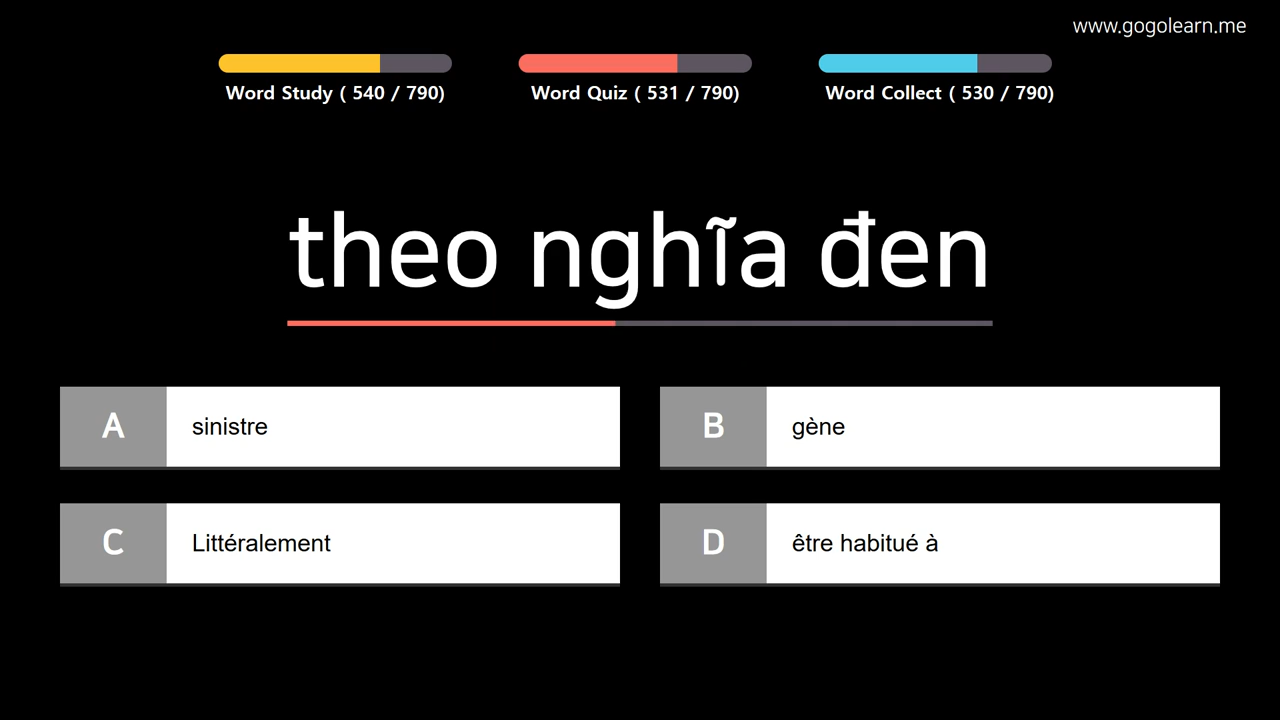 www.gogolearn.me
Word Study ( 540 / 790)
Word Quiz ( 531 / 790)
Word Collect ( 530 / 790)
theo nghĩa đen
A sinistre
B gène
C Littéralement
D être habitué à